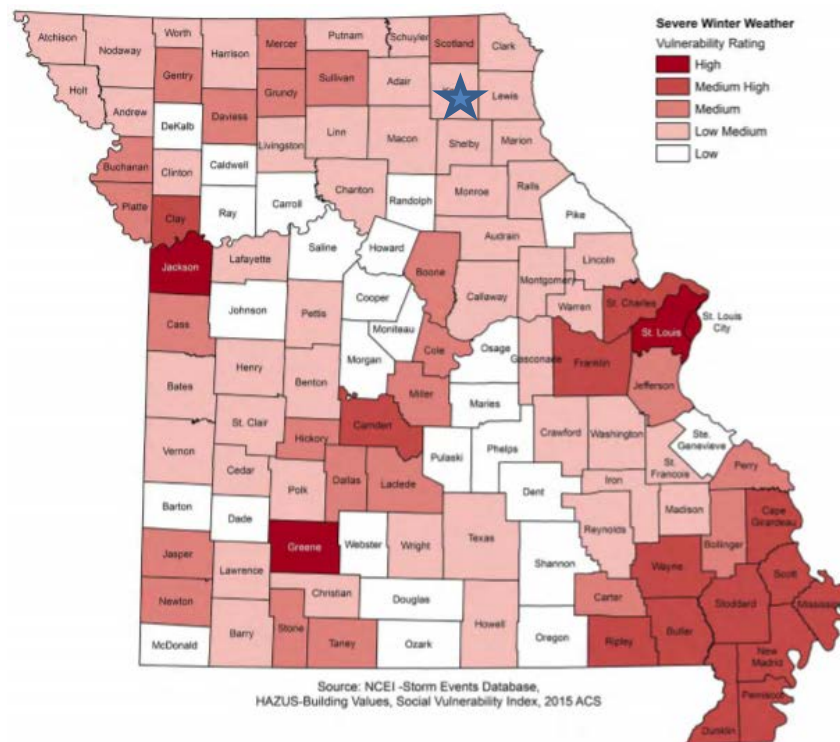 Severe Winter Weather
Vulnerability Rating
High
Medium High
Medium
Low Medium
Low
Atchison
Nodaway
Worth
Harrison
Mercer
Putnam
Schuyler
Scotland
Clark
Holt
Andrew
Gentry
DeKalb
Daviess
Grundy
Sullivan
Adair
Lewis
Livingston
Linn
Macon
Shelby
Marion
Buchanan
Clinton
Caldwell
Chariton
Randolph
Monroe
Ralls
Pike
Platte
Clay
Ray
Carroll
Saline
Howard
Audrain
Boone
Jackson
Lafayette
Cooper
Callaway
Montgomery
Lincoln
Warren
St. Charles
St. Louis
St. Louis
City
Cass
Johnson
Pettis
Moniteau
Morgan
Cole
Osage
Gasconade
Franklin
Jefferson
Bates
Henry
Benton
Miller
Maries
Camden
St. Clair
Hickory
Vernon
Cedar
Polk
Dallas
Laclede
Pulaski
Phelps
Crawford
Washington
St.
Francois
Ste.
Genevieve
Perry
Dent
Iron
Madison
Cape
Girardeau
Barton
Dade
Greene
Webster
Wright
Texas
Reynolds
Bollinger
Shannon
Wayne
Scott
Jasper
Lawrence
Christian
Douglas
Carter
Stoddard
Newton
Stone
Taney
Ozark
Howell
Oregon
Ripley
Butler
McDonald
Barry
New
Madrid
Pemiscot
Dunklin
Source: NCEI -Storm Events Database,
HAZUS-Building Values, Social Vulnerability Index, 2015 ACS